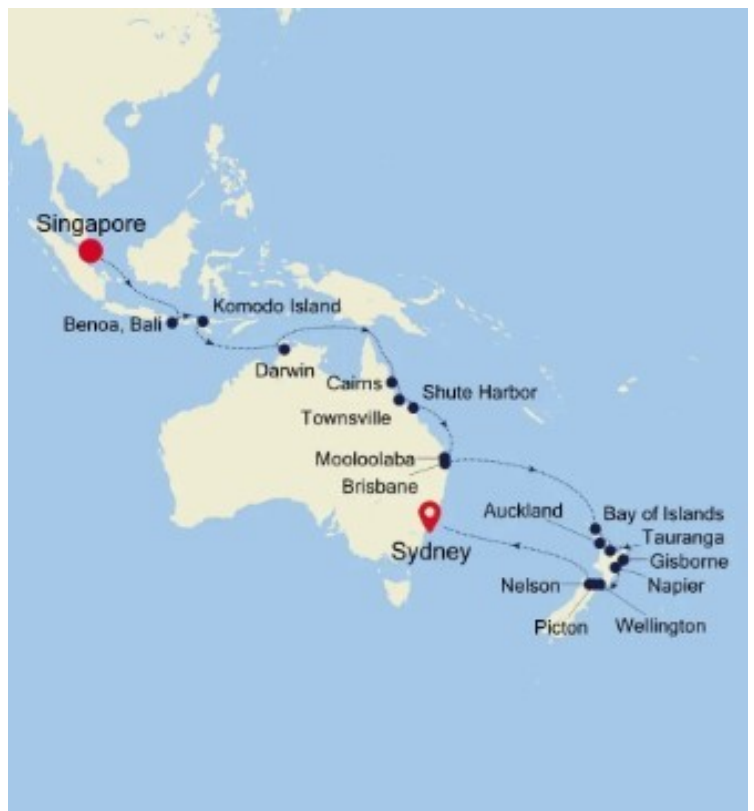 Singapore
Komodo Island
Benoa, Bali
Darwin
Cairns
Shute Harbor
Townsville
Mooloolaba
Brisbane
Auckland
Bay of Islands
Tauranga
Sydney
Gisborne
Nelson
Napier
Picton
Wellington